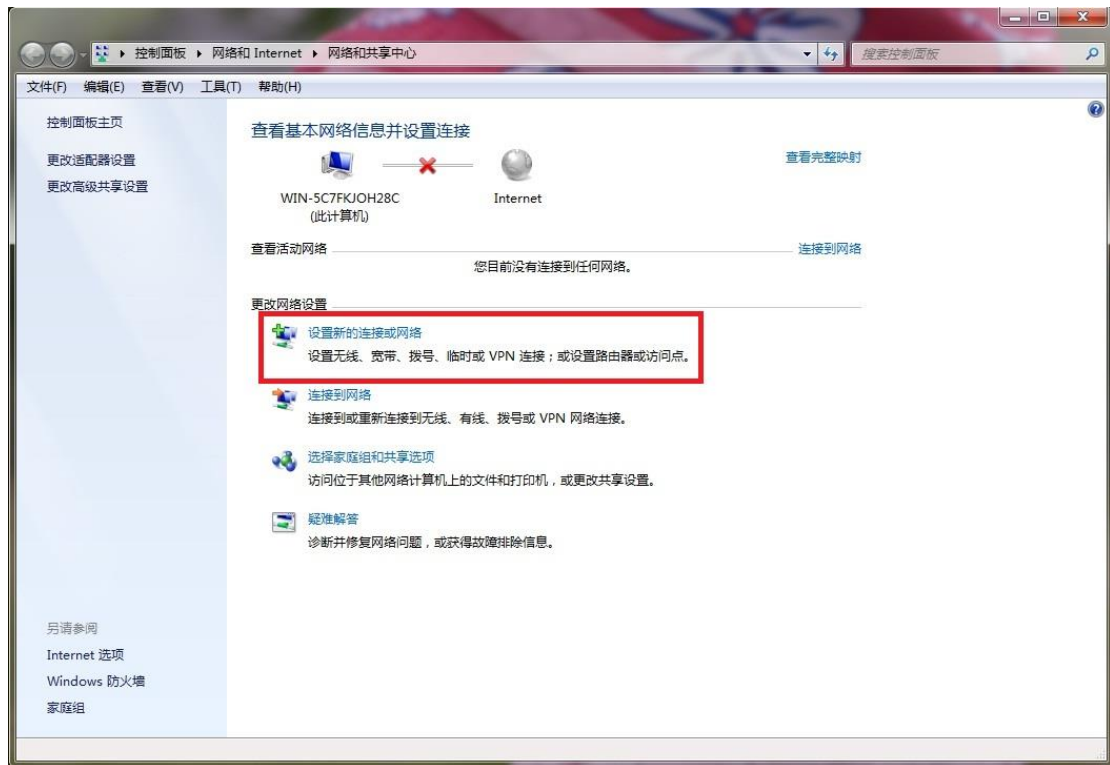 控制面板 ▸ 网络和 Internet ▸ 网络和共享中心
搜索控制面板
文件(F) 编辑(E) 查看(V) 工具(T) 帮助(H)
控制面板主页
更改适配器设置
更改高级共享设置
另请参阅
Internet 选项
Windows 防火墙
家庭组
查看基本网络信息并设置连接
查看完整映射
WIN-5C7FKJOH28C
(此计算机)
Internet
查看活动网络
连接到网络
您目前没有连接到任何网络。
更改网络设置
设置新的连接或网络
设置无线、宽带、拨号、临时或 VPN 连接；或设置路由器或访问点。
连接到网络
连接到或重新连接到无线、有线、拨号或 VPN 网络连接。
选择家庭组和共享选项
访问位于其他网络计算机上的文件和打印机，或更改共享设置。
疑难解答
诊断并修复网络问题，或获得故障排除信息。